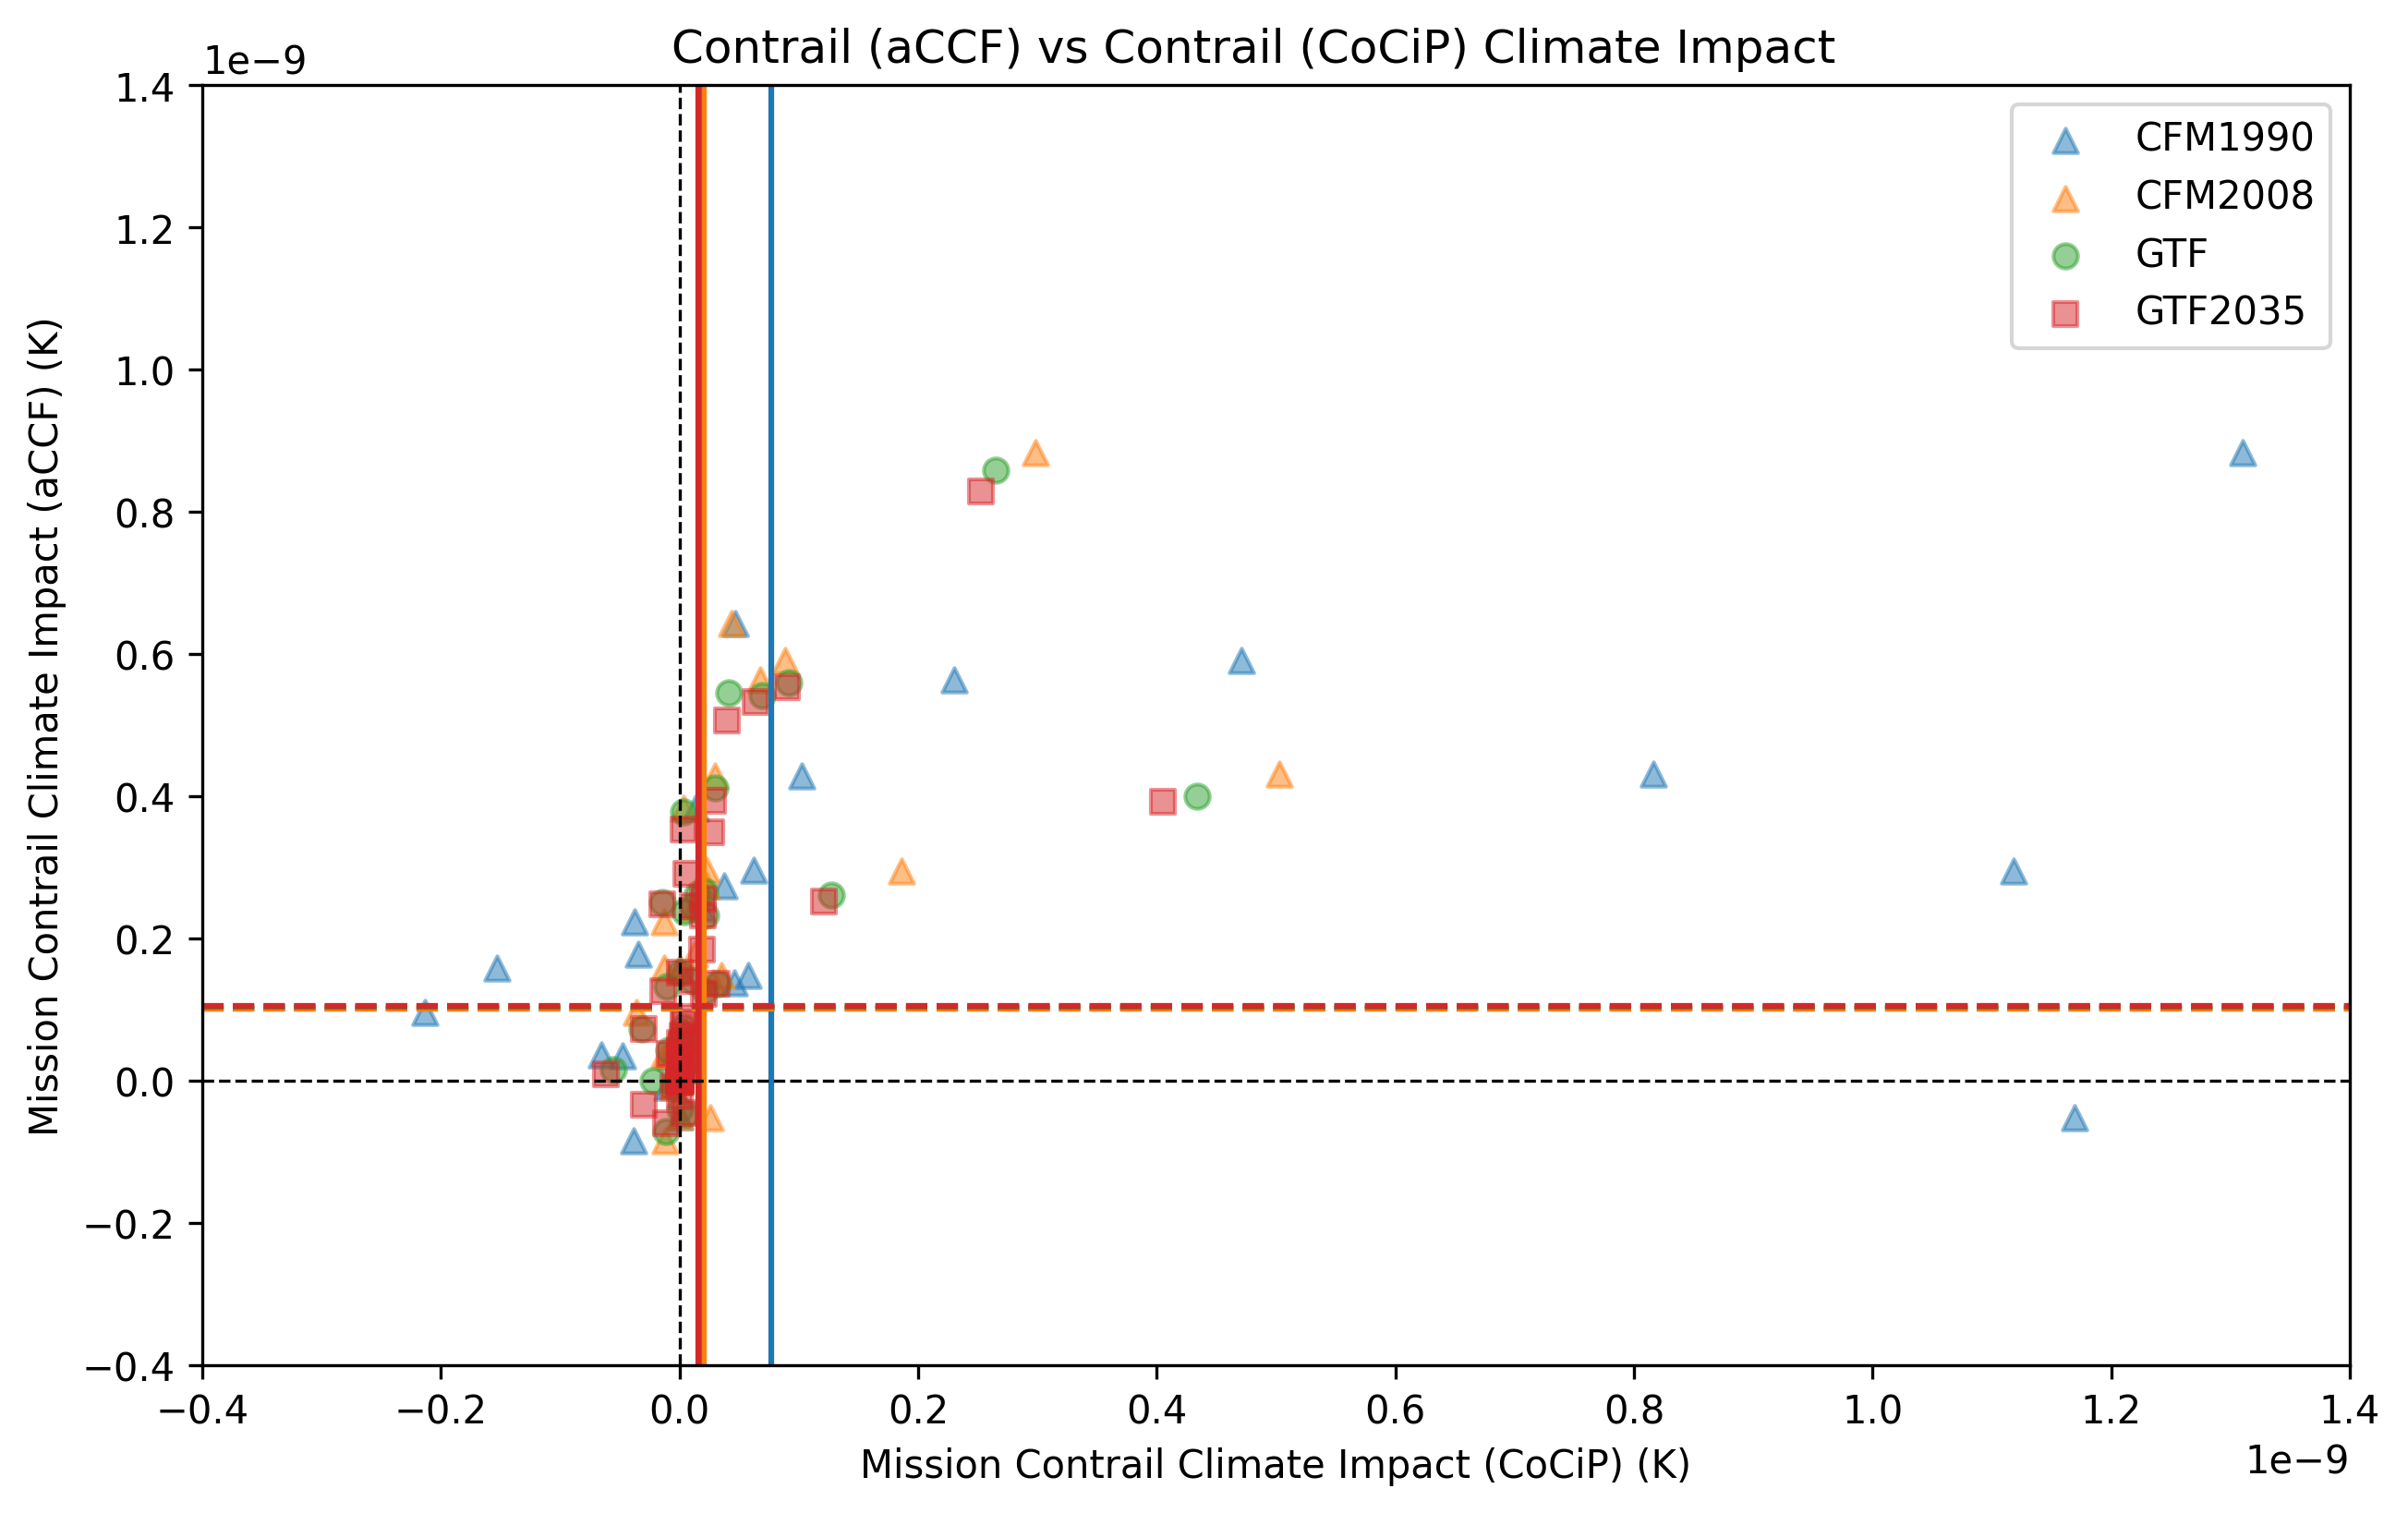 Contrail (aCCF) vs Contrail (CoCiP) Climate Impact
1e−9
1.4
1.2
1.0
0.8
0.6
0.4
0.2
0.0
−0.2
−0.4
Mission Contrail Climate Impact (aCCF) (K)
CFM1990
CFM2008
GTF
GTF2035
−0.4 −0.2 0.0 0.2 0.4 0.6 0.8 1.0 1.2 1.4
Mission Contrail Climate Impact (CoCiP) (K)
1e−9